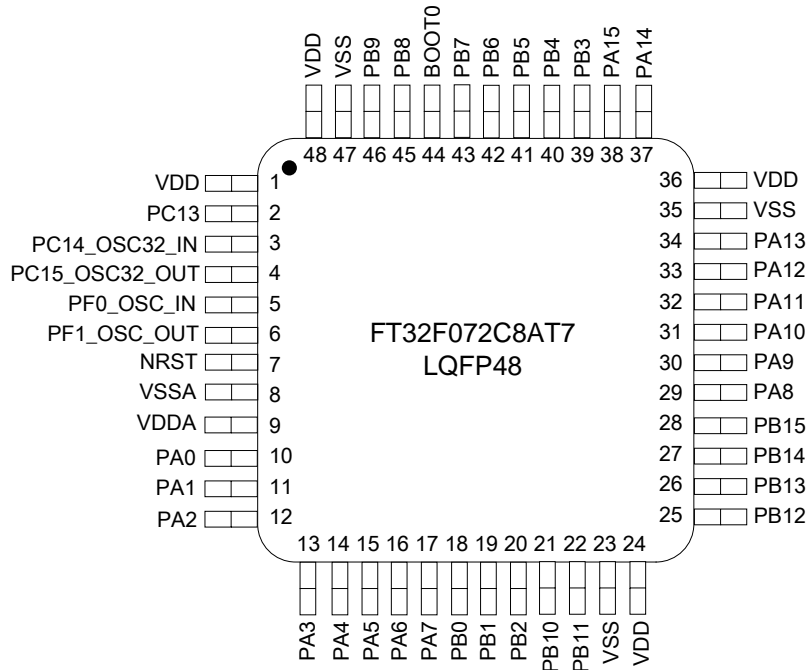 VDD
VSS
PB9
PB8
BOOT0
PB7
PB6
PB5
PB4
PB3
PA15
PA14
48 47 46 45 44 43 42 41 40 39 38 37
VDD 1
PC13 2
PC14_OSC32_IN 3
PC15_OSC32_OUT 4
PF0_OSC_IN 5
PF1_OSC_OUT 6
NRST 7
VSSA 8
VDDA 9
PA0 10
PA1 11
PA2 12
FT32F072C8AT7
LQFP48
36 VDD
35 VSS
34 PA13
33 PA12
32 PA11
31 PA10
30 PA9
29 PA8
28 PB15
27 PB14
26 PB13
25 PB12
13 14 15 16 17 18 19 20 21 22 23 24
PA3
PA4
PA5
PA6
PA7
PB0
PB1
PB2
PB10
PB11
VSS
VDD